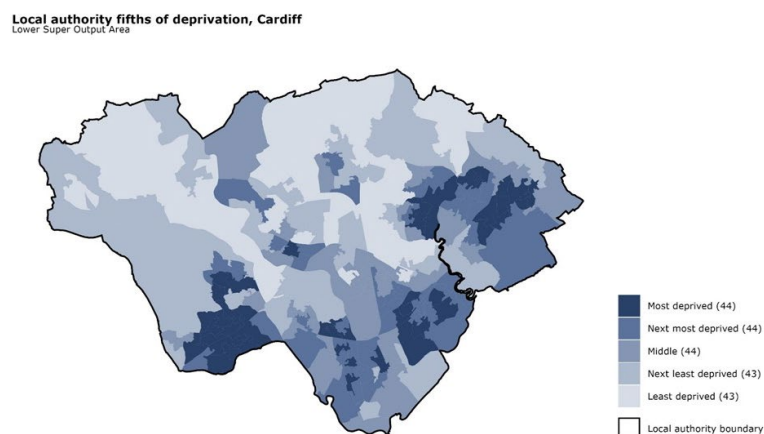 Local authority fifths of deprivation, Cardiff
Lower Super Output Area
Most deprived (44)
Next most deprived (44)
Middle (44)
Next least deprived (43)
Least deprived (43)
Local authority boundary